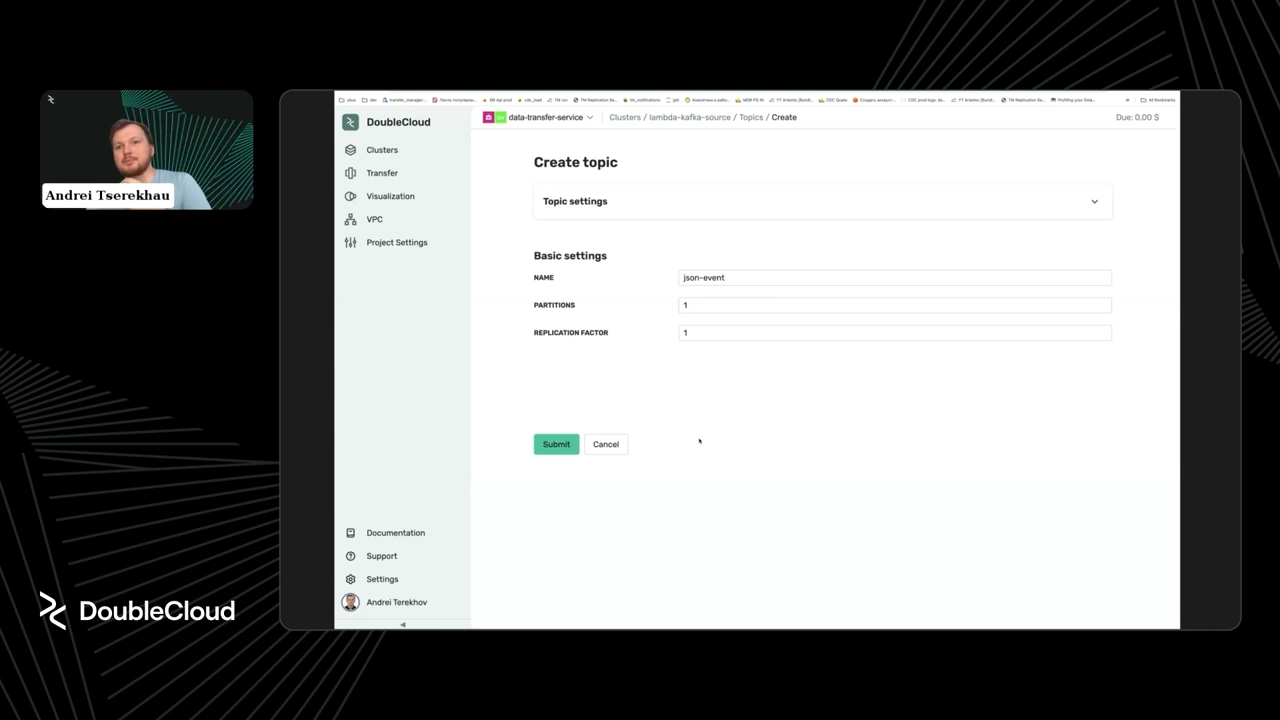 Andrei Tserekhau
DoubleCloud
DoubleCloud
Clusters
Transfer
Visualization
VPC
Project Settings
Documentation
Support
Settings
Andrei Terekhov
All Bookmarks
data-transfer-service
Clusters / lambda-kafka-source / Topics / Create
Due: 0,00 $
Create topic
Topic settings
Basic settings
NAME
json-event
PARTITIONS
1
REPLICATION FACTOR
1
Submit
Cancel